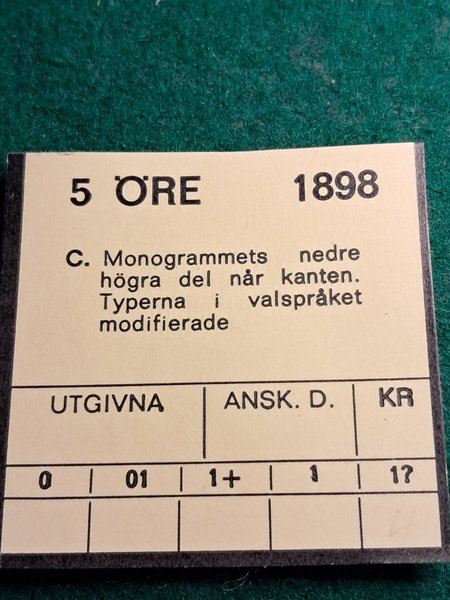 5 ÖRE 1898
C. Monogrammets nedre
högra del når kanten.
Typerna i valspråket
modifierade
UTGIVNA ANSK. D. KR
0 01 1+ 1 1?